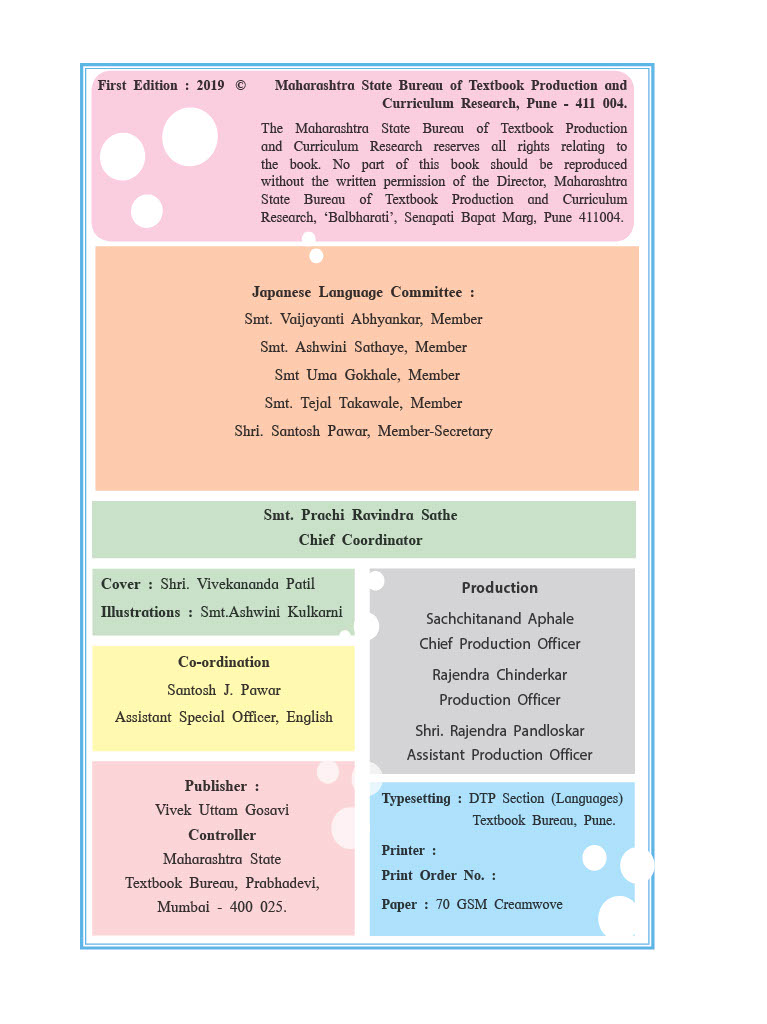 First Edition : 2019 © Maharashtra State Bureau of Textbook Production and
Curriculum Research, Pune - 411 004.
The Maharashtra State Bureau of Textbook Production
and Curriculum Research reserves all rights relating to
the book. No part of this book should be reproduced
without the written permission of the Director, Maharashtra
State Bureau of Textbook Production and Curriculum
Research, ‘Balbharati’, Senapati Bapat Marg, Pune 411004.
Japanese Language Committee :
Smt. Vaijayanti Abhyankar, Member
Smt. Ashwini Sathaye, Member
Smt Uma Gokhale, Member
Smt. Tejal Takawale, Member
Shri. Santosh Pawar, Member-Secretary
Smt. Prachi Ravindra Sathe
Chief Coordinator
Cover : Shri. Vivekananda Patil
Illustrations : Smt.Ashwini Kulkarni
Co-ordination
Santosh J. Pawar
Assistant Special Officer, English
Publisher :
Vivek Uttam Gosavi
Controller
Maharashtra State
Textbook Bureau, Prabhadevi,
Mumbai - 400 025.
Production
Sachchitanand Aphale
Chief Production Officer
Rajendra Chinderkar
Production Officer
Shri. Rajendra Pandloskar
Assistant Production Officer
Typesetting : DTP Section (Languages)
Textbook Bureau, Pune.
Printer :
Print Order No. :
Paper : 70 GSM Creamwove